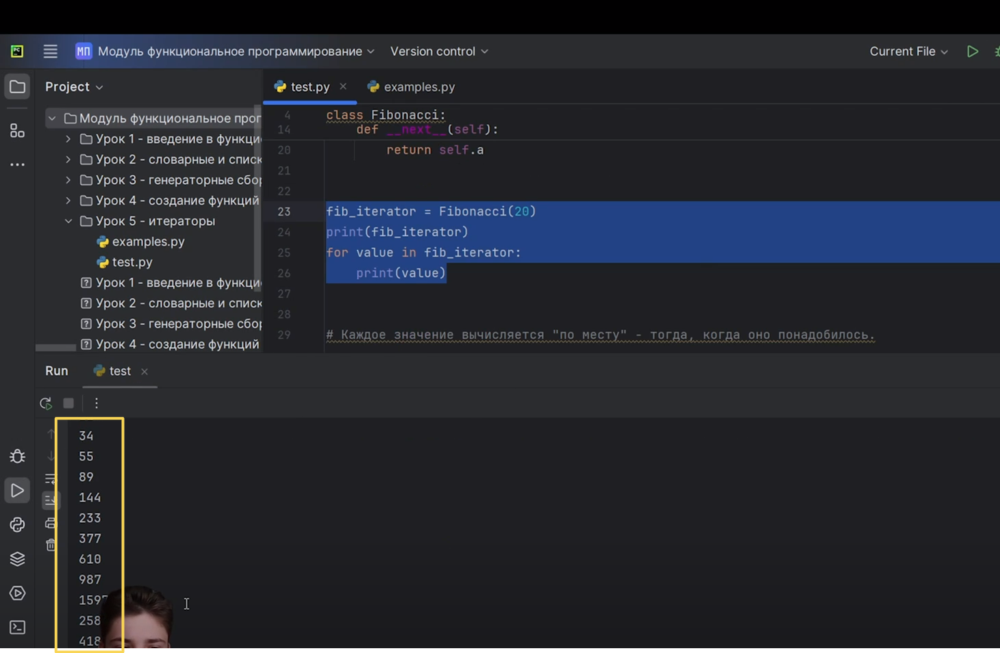 PC
МП Модуль функциональное программирование Version control Current File
Project
test.py
examples.py
Модуль функциональное прог
Урок 1 - введение в функци
Урок 2 - словарные и списк
Урок 3 - генераторные сбор
Урок 4 - создание функций
Урок 5 - итераторы
examples.py
test.py
Урок 1 - введение в функци
Урок 2 - словарные и списк
Урок 3 - генераторные сбор
Урок 4 - создание функций
4 class Fibonacci:
14 def __next__(self):
20 return self.a
21
22
23 fib_iterator = Fibonacci(20)
24 print(fib_iterator)
25 for value in fib_iterator:
26 print(value)
27
28
29 # Каждое значение вычисляется "по месту" - тогда, когда оно понадобилось.
Run test
34
55
89
144
233
377
610
987
1597
258
418